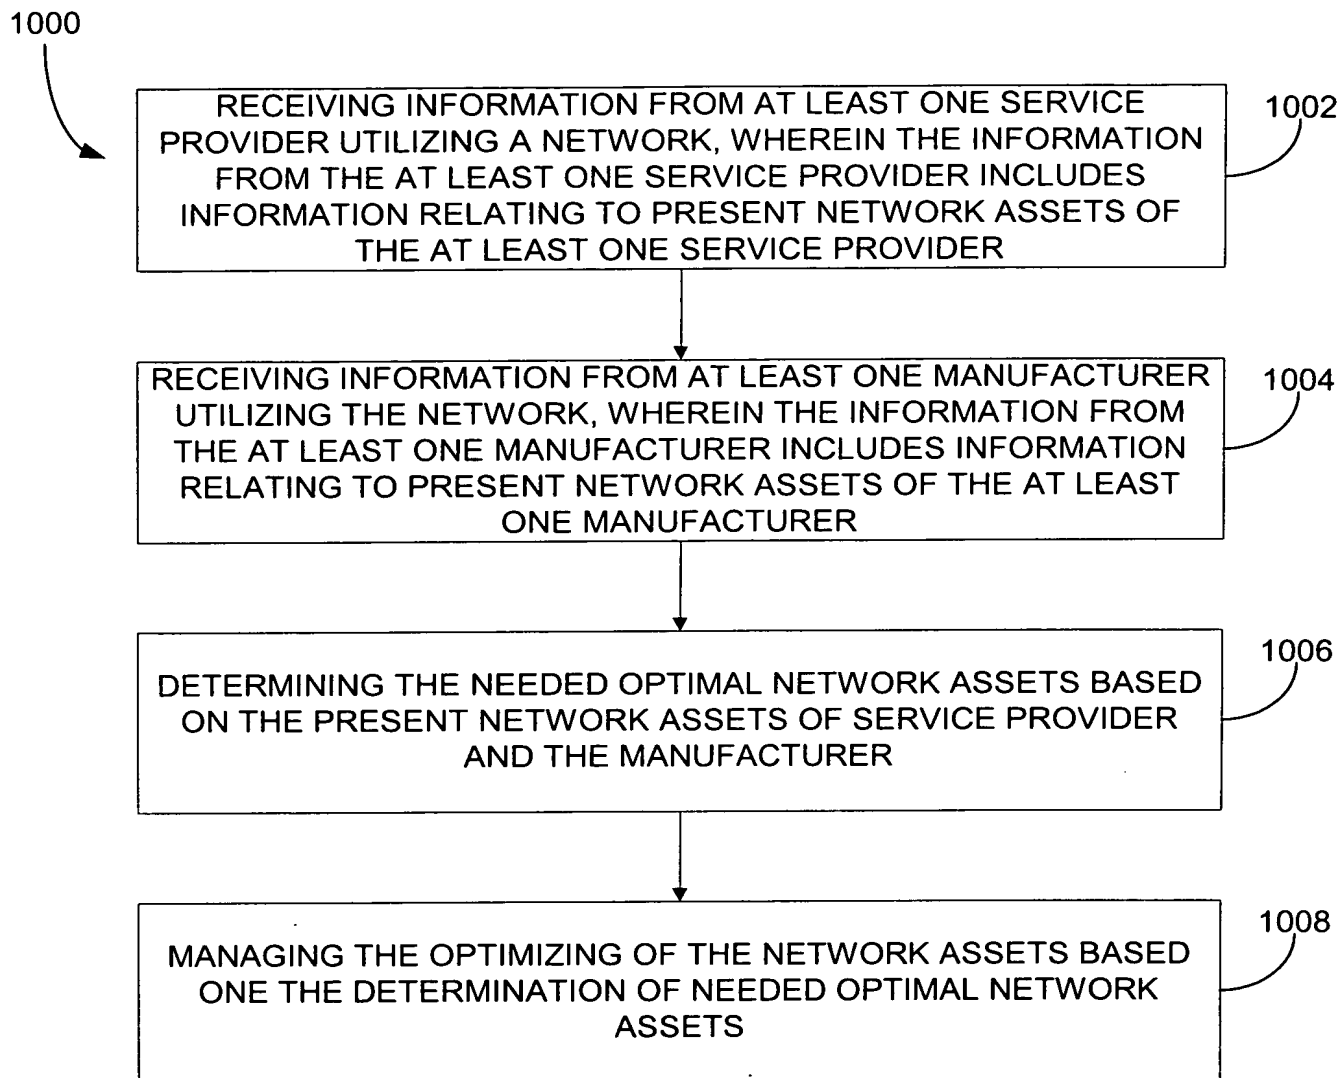 1000
RECEIVING INFORMATION FROM AT LEAST ONE SERVICE
PROVIDER UTILIZING A NETWORK, WHEREIN THE INFORMATION
FROM THE AT LEAST ONE SERVICE PROVIDER INCLUDES
INFORMATION RELATING TO PRESENT NETWORK ASSETS OF
THE AT LEAST ONE SERVICE PROVIDER
1002
RECEIVING INFORMATION FROM AT LEAST ONE MANUFACTURER
UTILIZING THE NETWORK, WHEREIN THE INFORMATION FROM
THE AT LEAST ONE MANUFACTURER INCLUDES INFORMATION
RELATING TO PRESENT NETWORK ASSETS OF THE AT LEAST
ONE MANUFACTURER
1004
DETERMINING THE NEEDED OPTIMAL NETWORK ASSETS BASED
ON THE PRESENT NETWORK ASSETS OF SERVICE PROVIDER
AND THE MANUFACTURER
1006
MANAGING THE OPTIMIZING OF THE NETWORK ASSETS BASED
ONE THE DETERMINATION OF NEEDED OPTIMAL NETWORK
ASSETS
1008